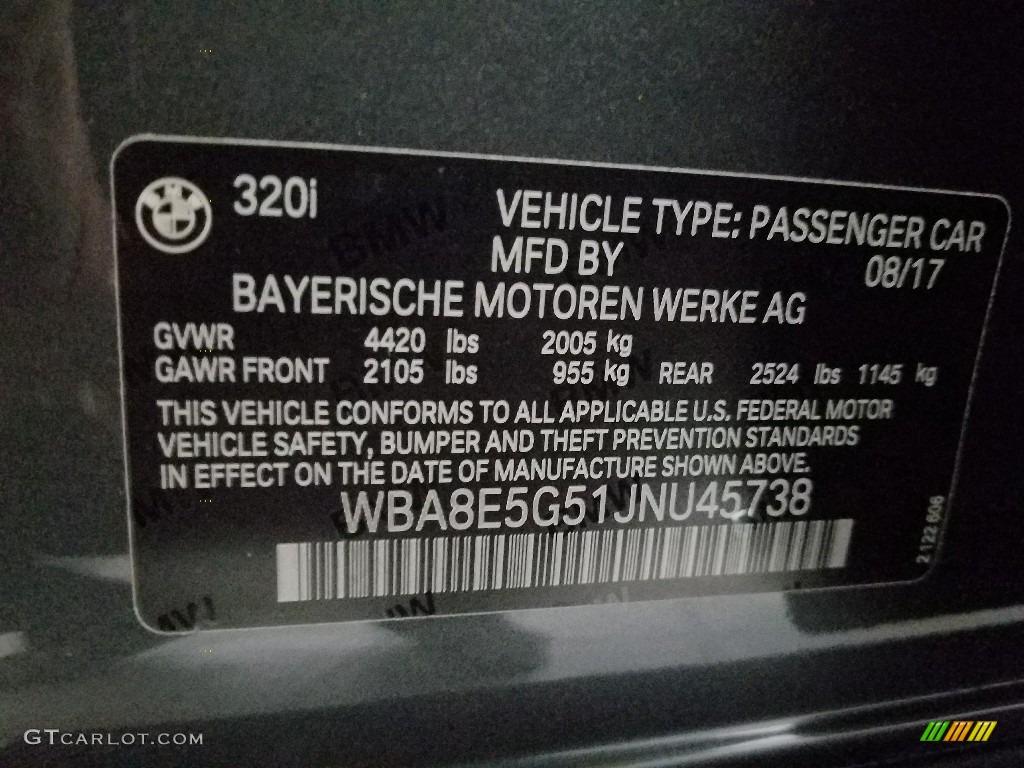 320i
VEHICLE TYPE: PASSENGER CAR
MFD BY 08/17
BAYERISCHE MOTOREN WERKE AG
GVWR 4420 lbs 2005 kg
GAWR FRONT 2105 lbs 955 kg REAR 2524 lbs 1145 kg
THIS VEHICLE CONFORMS TO ALL APPLICABLE U.S. FEDERAL MOTOR
VEHICLE SAFETY, BUMPER AND THEFT PREVENTION STANDARDS
IN EFFECT ON THE DATE OF MANUFACTURE SHOWN ABOVE.
WBA8E5G51JNU45738
2 122 606
BMW
BMW
BMW
GTCARLOT.COM